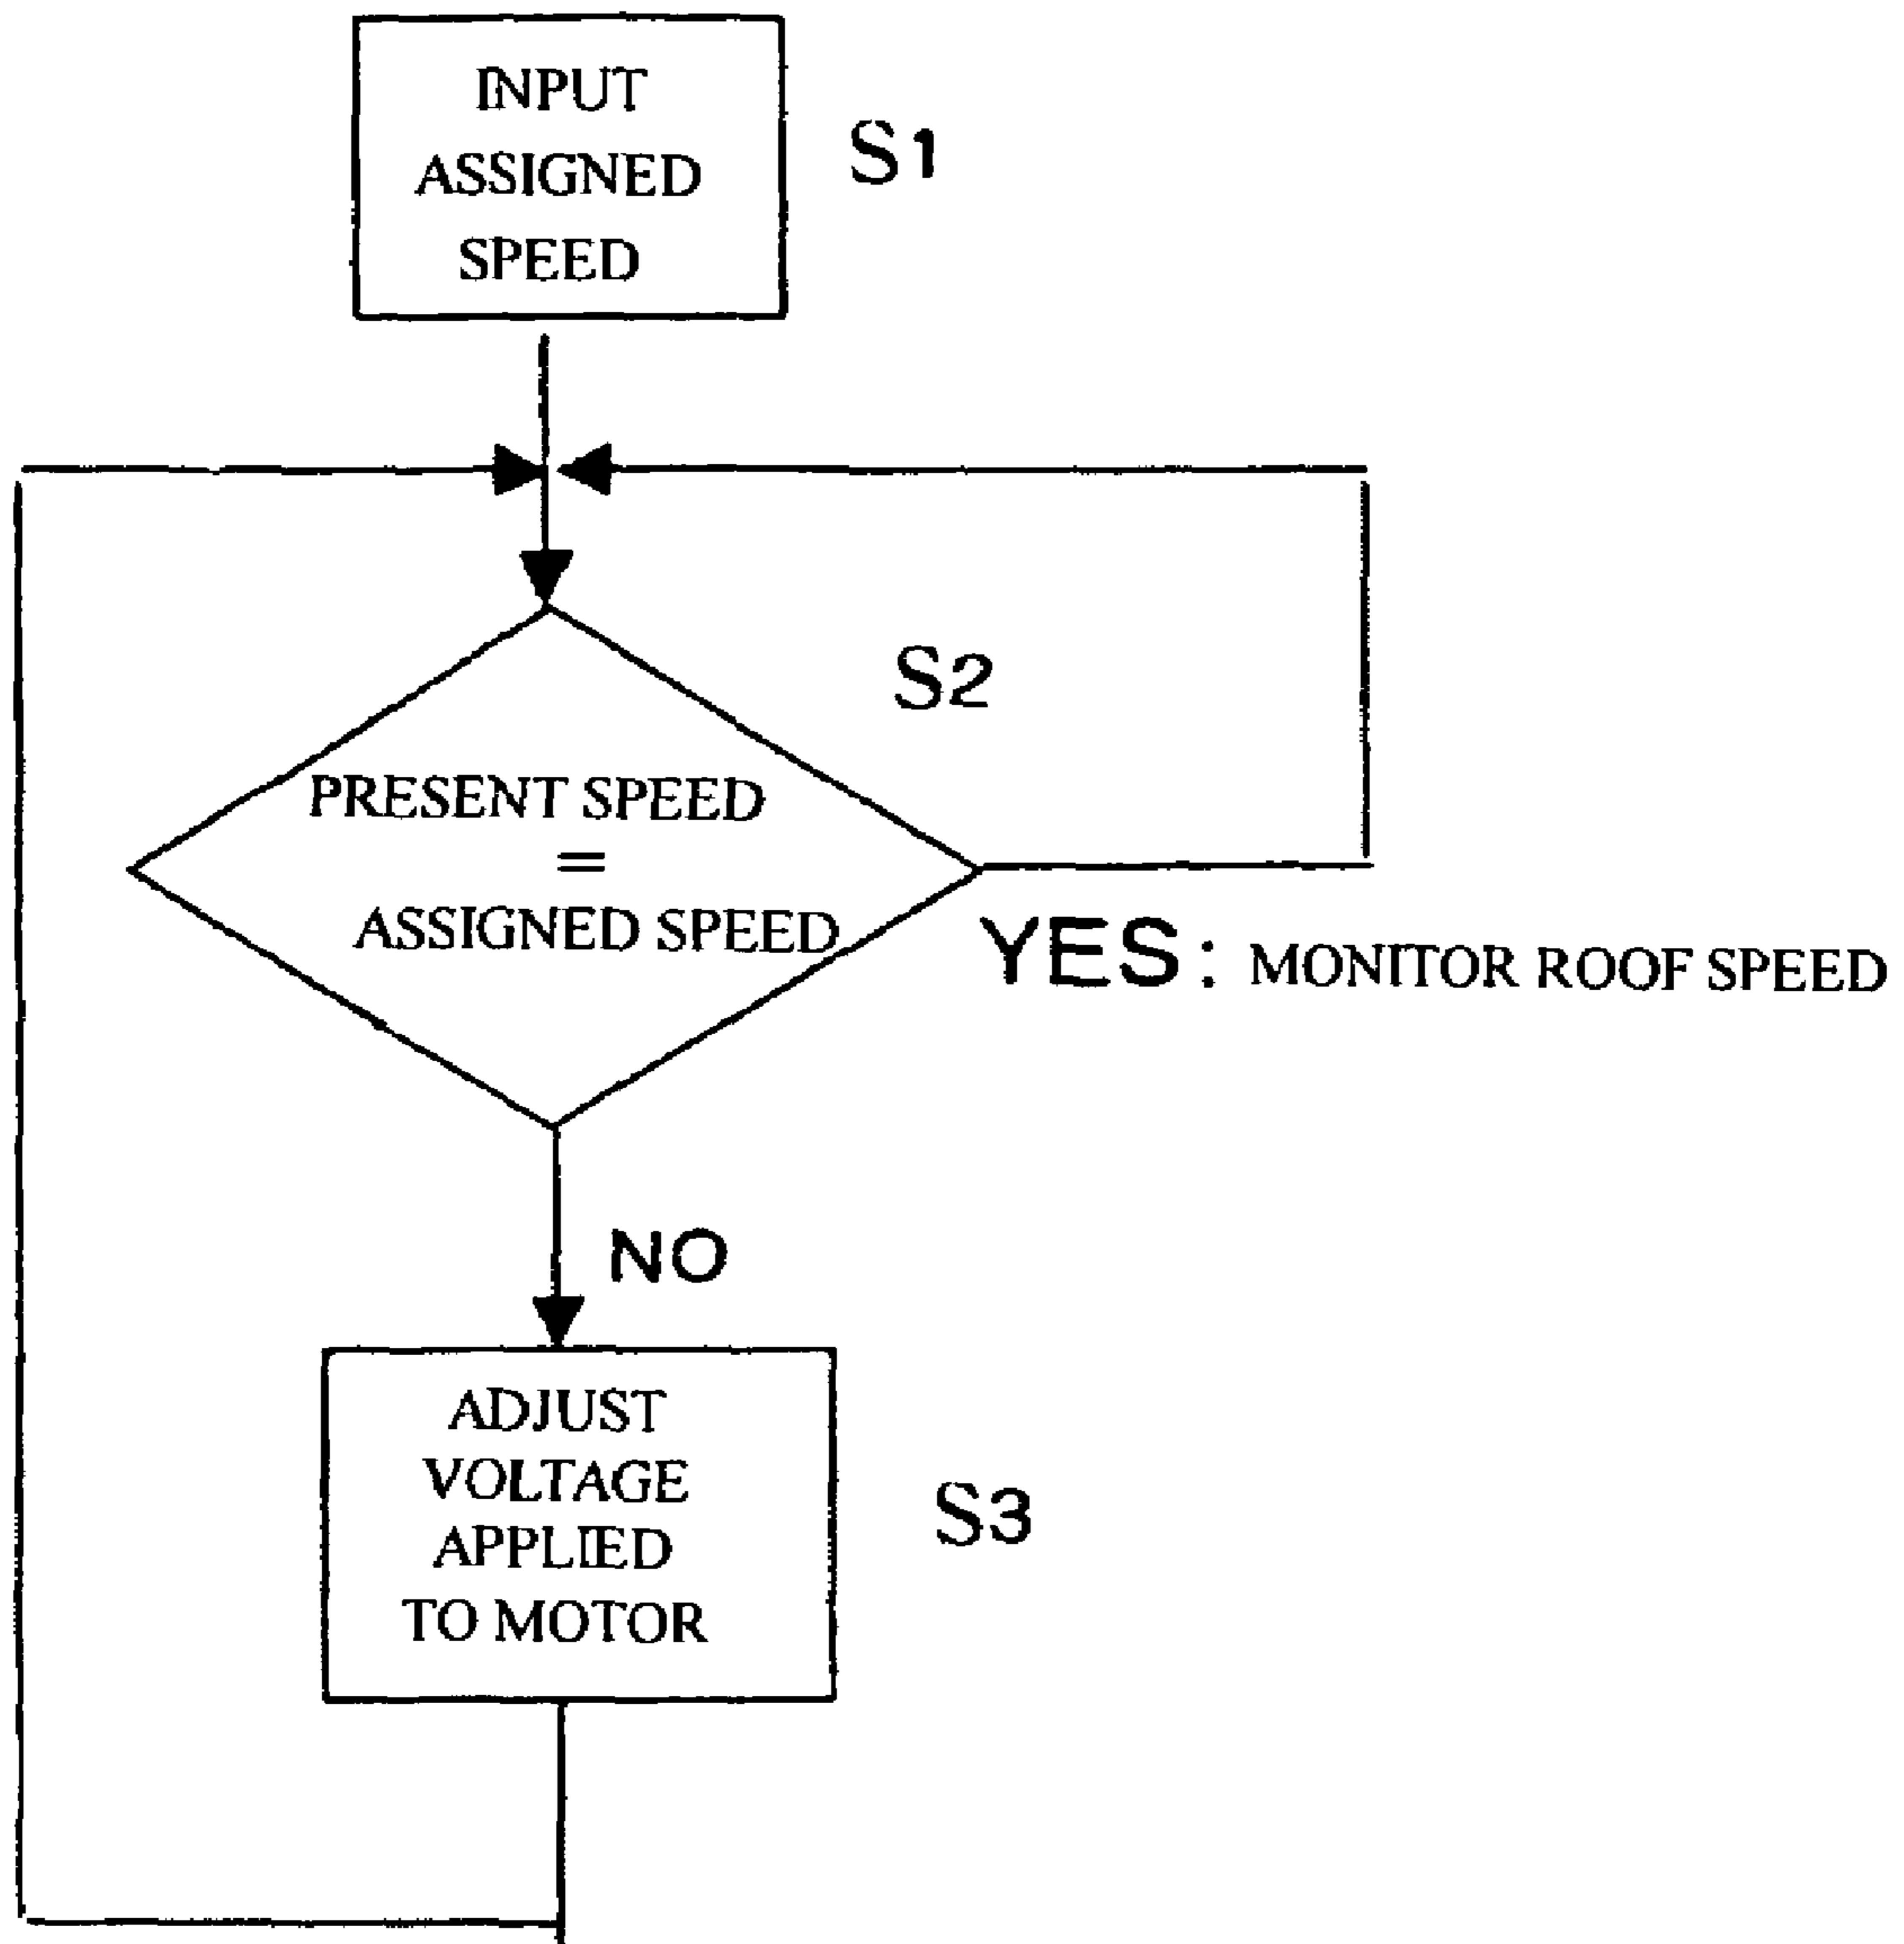 INPUT
ASSIGNED
SPEED
S1
S2
PRESENT SPEED
=
ASSIGNED SPEED
YES: MONITOR ROOF SPEED
NO
ADJUST
VOLTAGE
APPLIED
TO MOTOR
S3